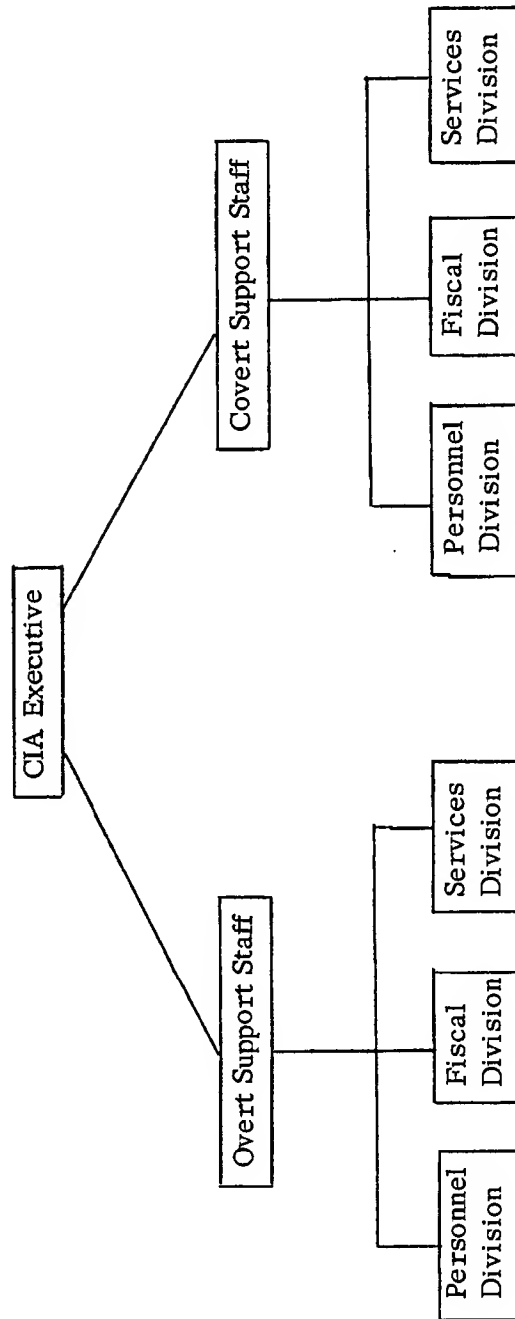 CIA Executive
Overt Support Staff
Covert Support Staff
Personnel
Division
Fiscal
Division
Services
Division
Personnel
Division
Fiscal
Division
Services
Division